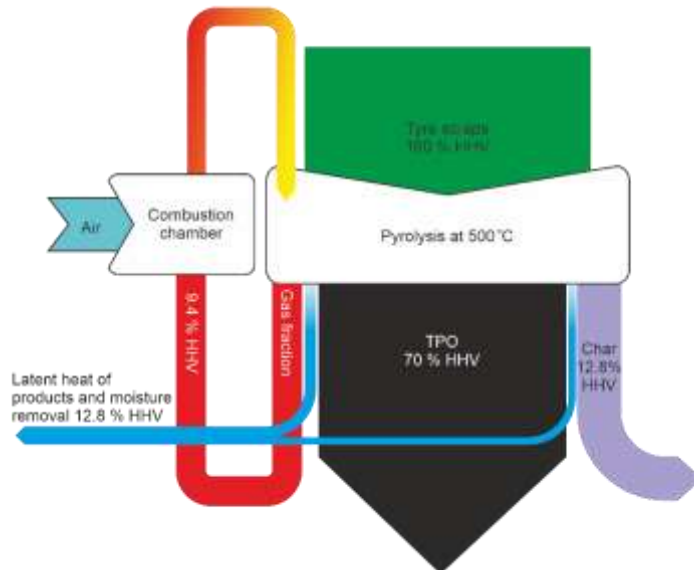 Tyre scraps
100 % HHV
Combustion
chamber
Air
Pyrolysis at 500°C
9.4 % HHV
Gas fraction
TPO
70 % HHV
Char
12.8%
HHV
Latent heat of
products and moisture
removal 12.8 % HHV